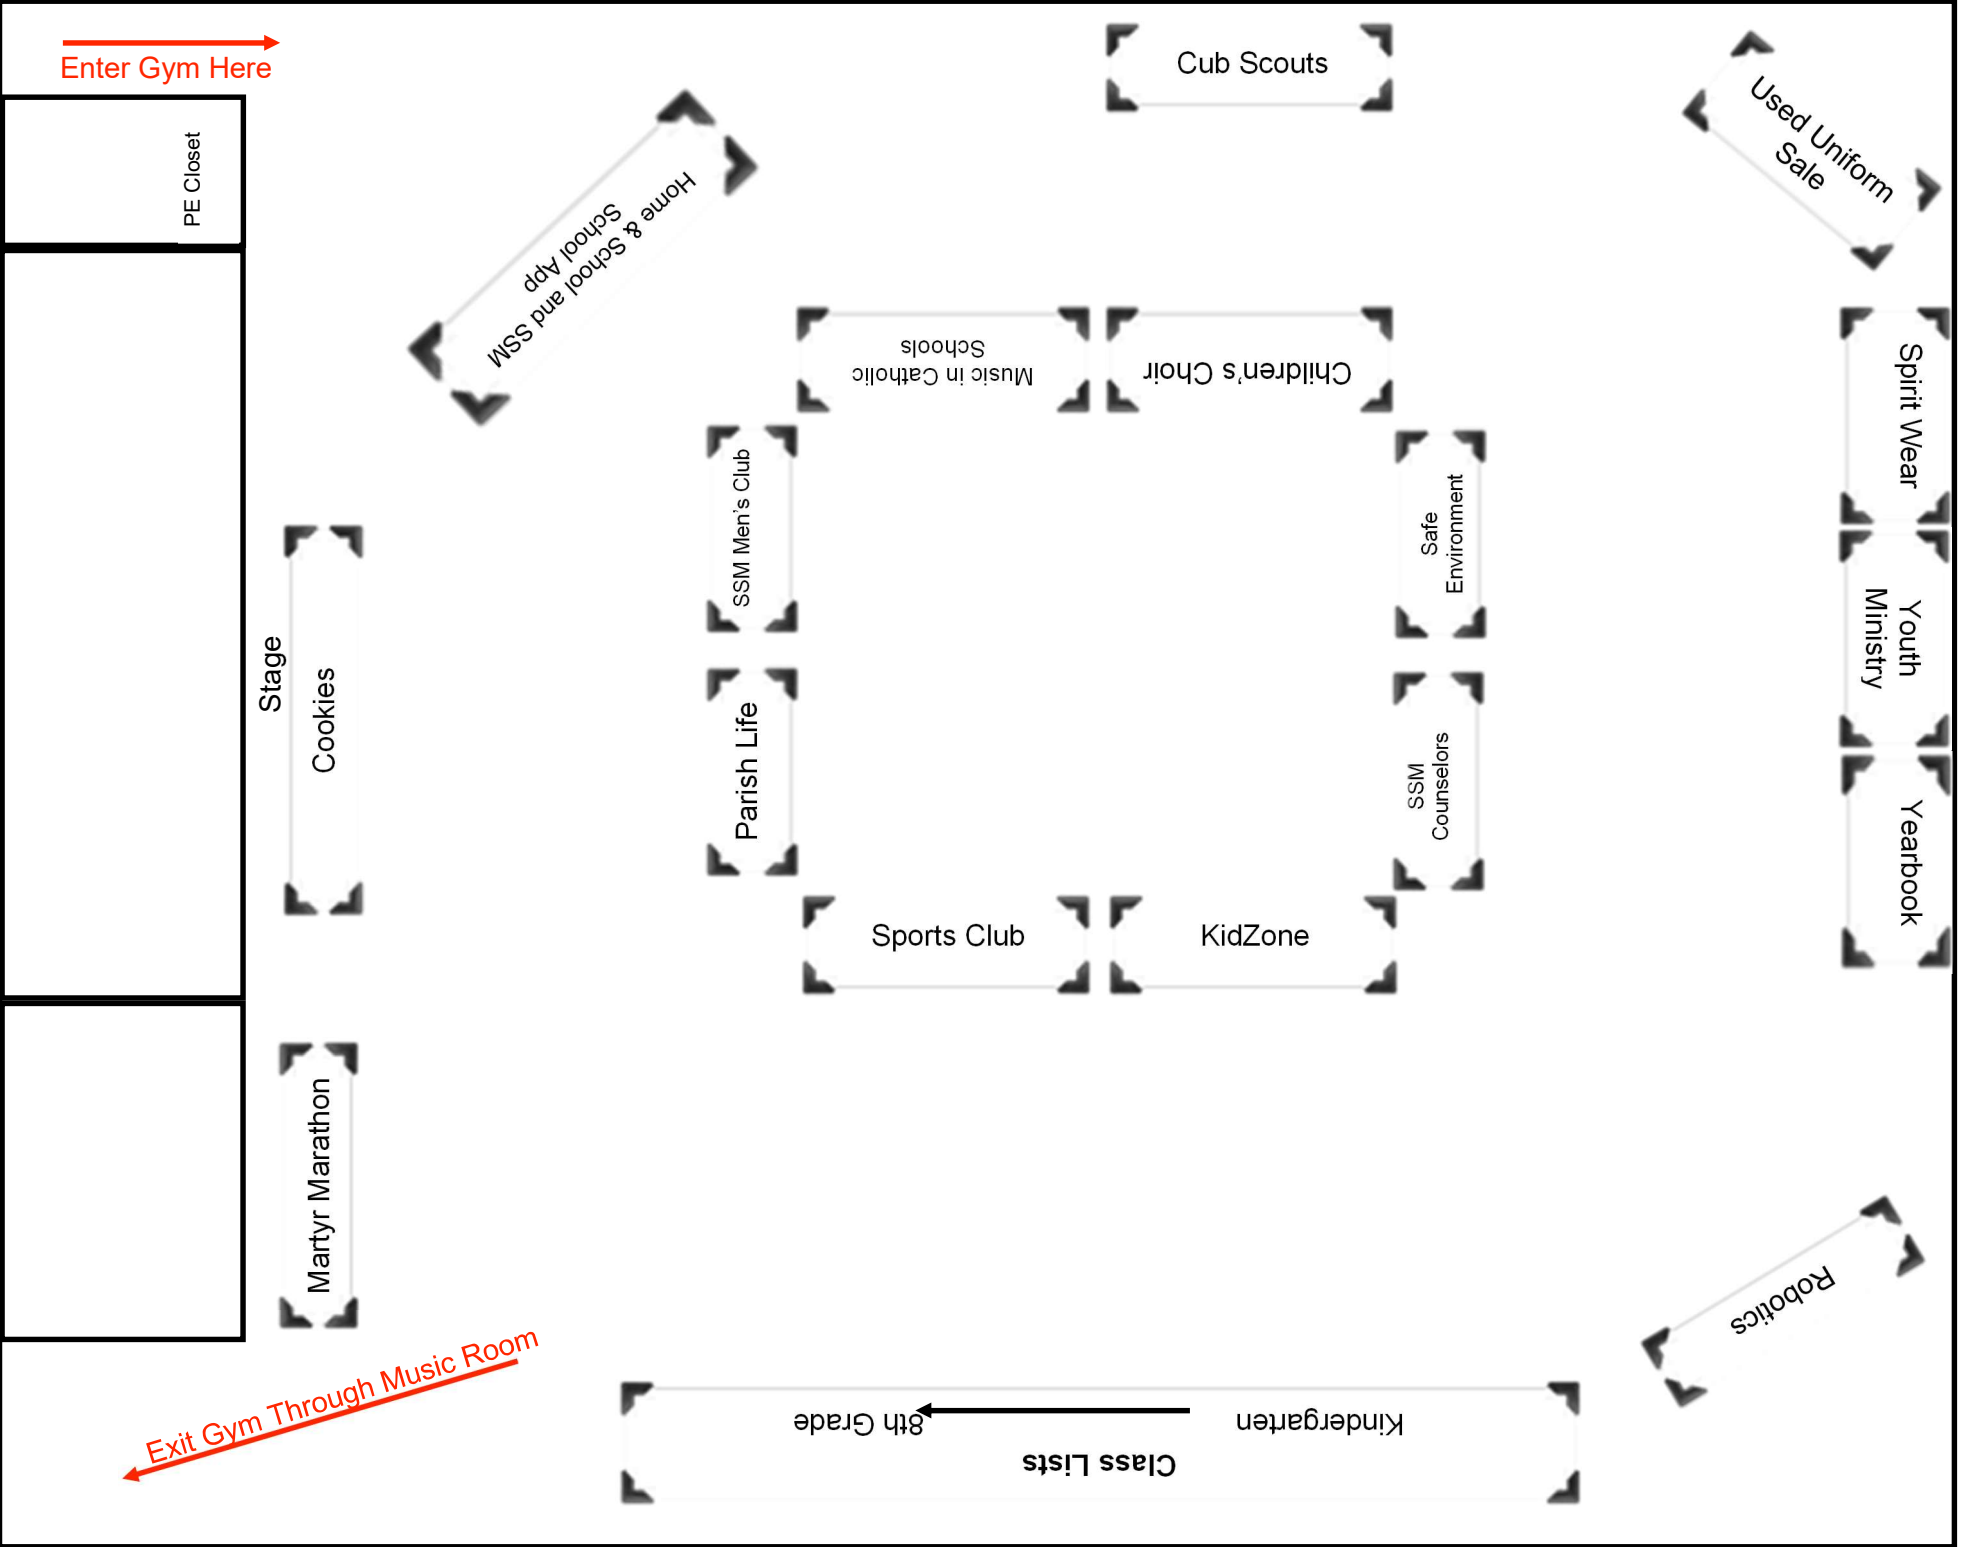 Enter Gym Here
Cub Scouts
Used Uniform
Sale
PE Closet
Home & School and SSM
School App
Music in Catholic
Schools
Children's Choir
Spirit Wear
SSM Men's Club
Safe
Environment
Stage
Cookies
Youth
Ministry
Parish Life
SSM
Counselors
Yearbook
Sports Club
KidZone
Martyr Marathon
Robotics
Exit Gym Through Music Room
Class Lists
Kindergarten
8th Grade